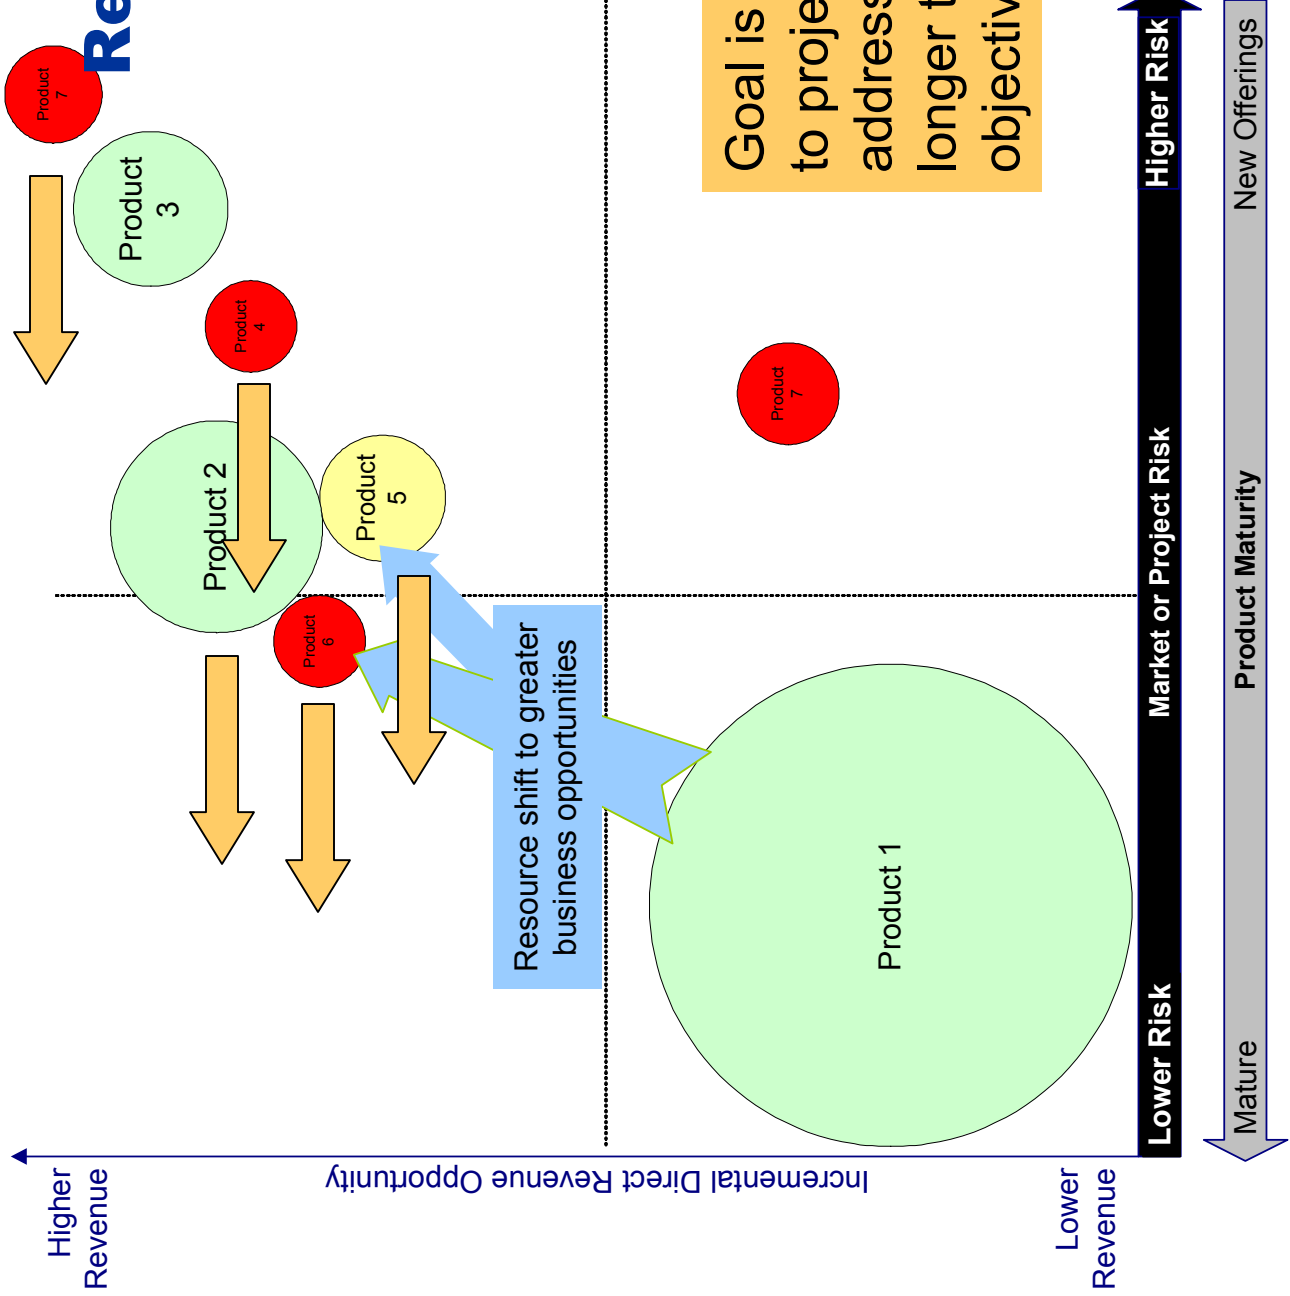 Re
Higher
Revenue
Product
7
Product
3
Product 2
Product
4
Product
6
Product
5
Resource shift to greater
business opportunities
Incremental Direct Revenue Opportunity
Goal is
to proje
address
longer t
objectiv
Product
7
Product 1
Lower
Revenue
Lower Risk
Market or Project Risk
Higher Risk
Mature
Product Maturity
New Offerings